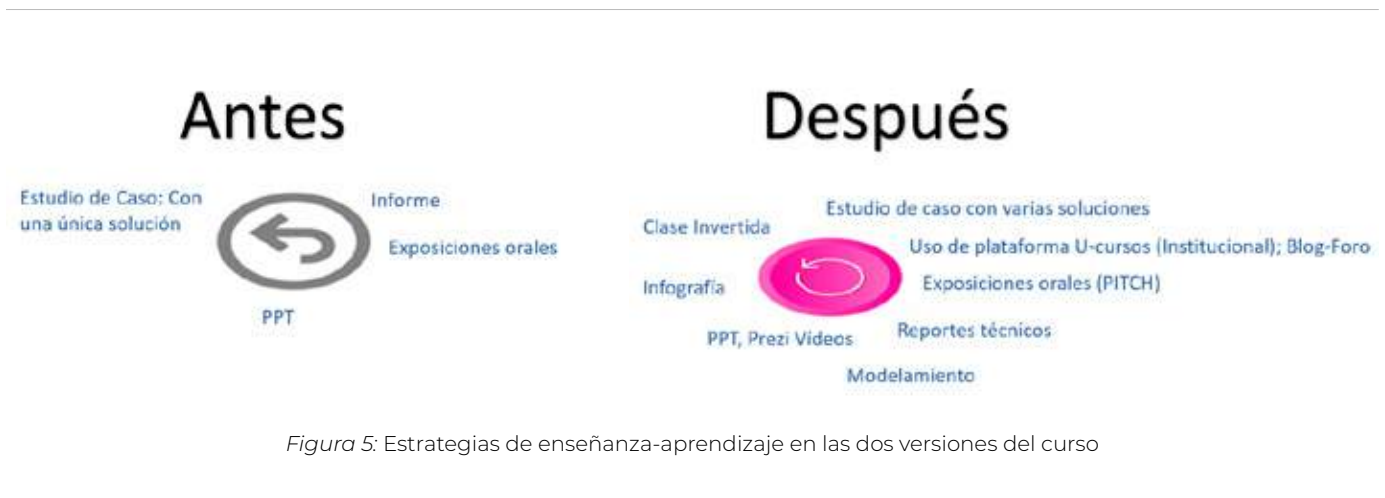 Antes
Después
Estudio de Caso: Con
una única solución
Informe
Exposiciones orales
PPT
Clase Invertida
Estudio de caso con varias soluciones
Uso de plataforma U-cursos (Institucional); Blog-Foro
Infografía
Exposiciones orales (PITCH)
PPT, Prezi Videos
Reportes técnicos
Modelamiento
Figura 5: Estrategias de enseñanza-aprendizaje en las dos versiones del curso